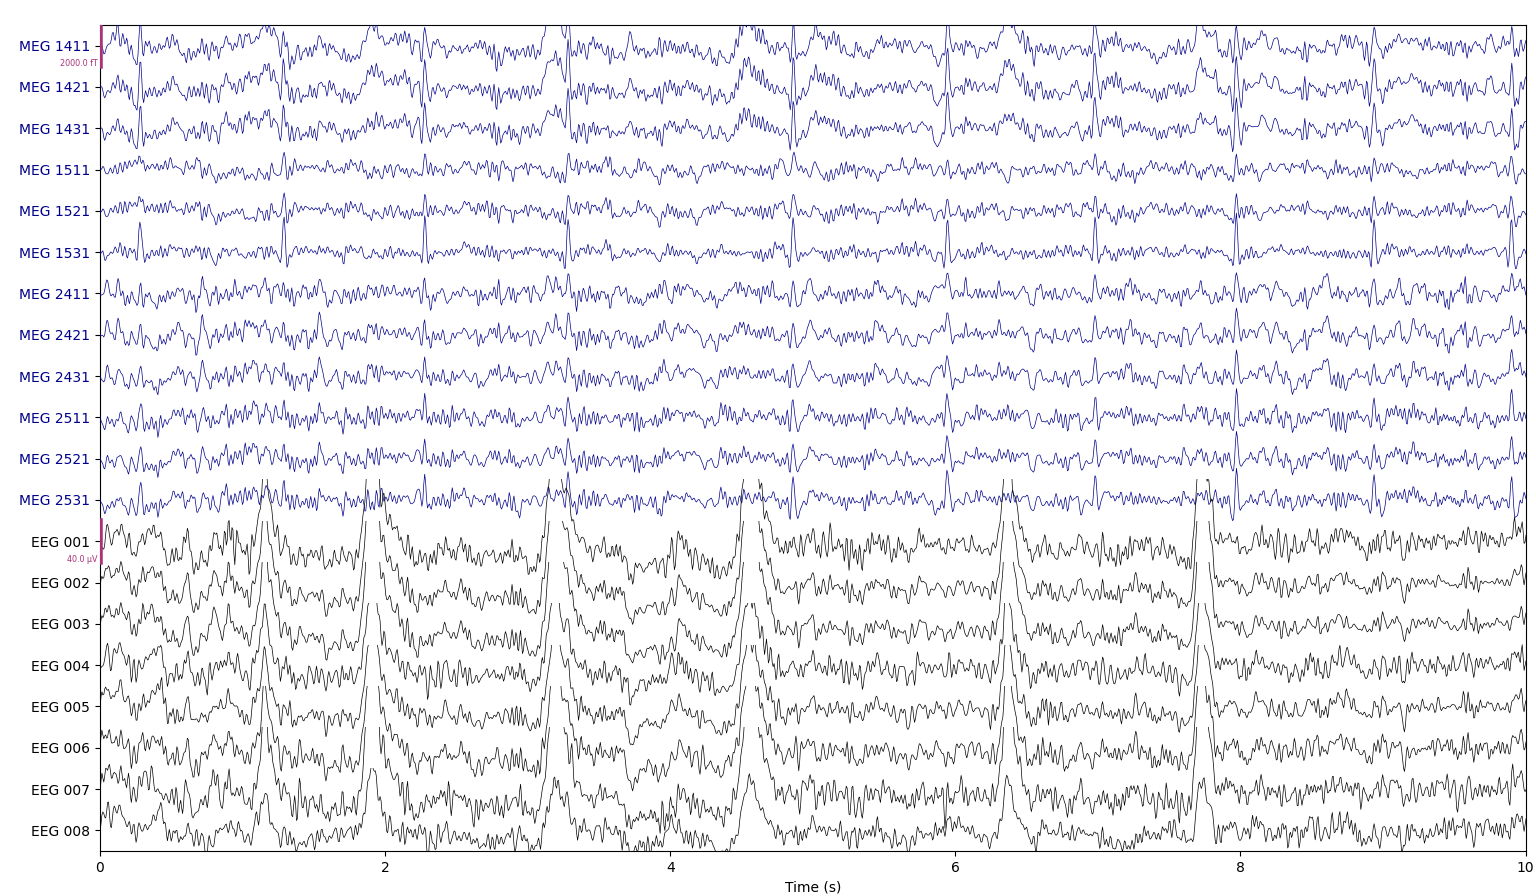 MEG 1411
2000.0 fT
MEG 1421
MEG 1431
MEG 1511
MEG 1521
MEG 1531
MEG 2411
MEG 2421
MEG 2431
MEG 2511
MEG 2521
MEG 2531
EEG 001
40.0 µV
EEG 002
EEG 003
EEG 004
EEG 005
EEG 006
EEG 007
EEG 008
0 2 4 6 8 10
Time (s)